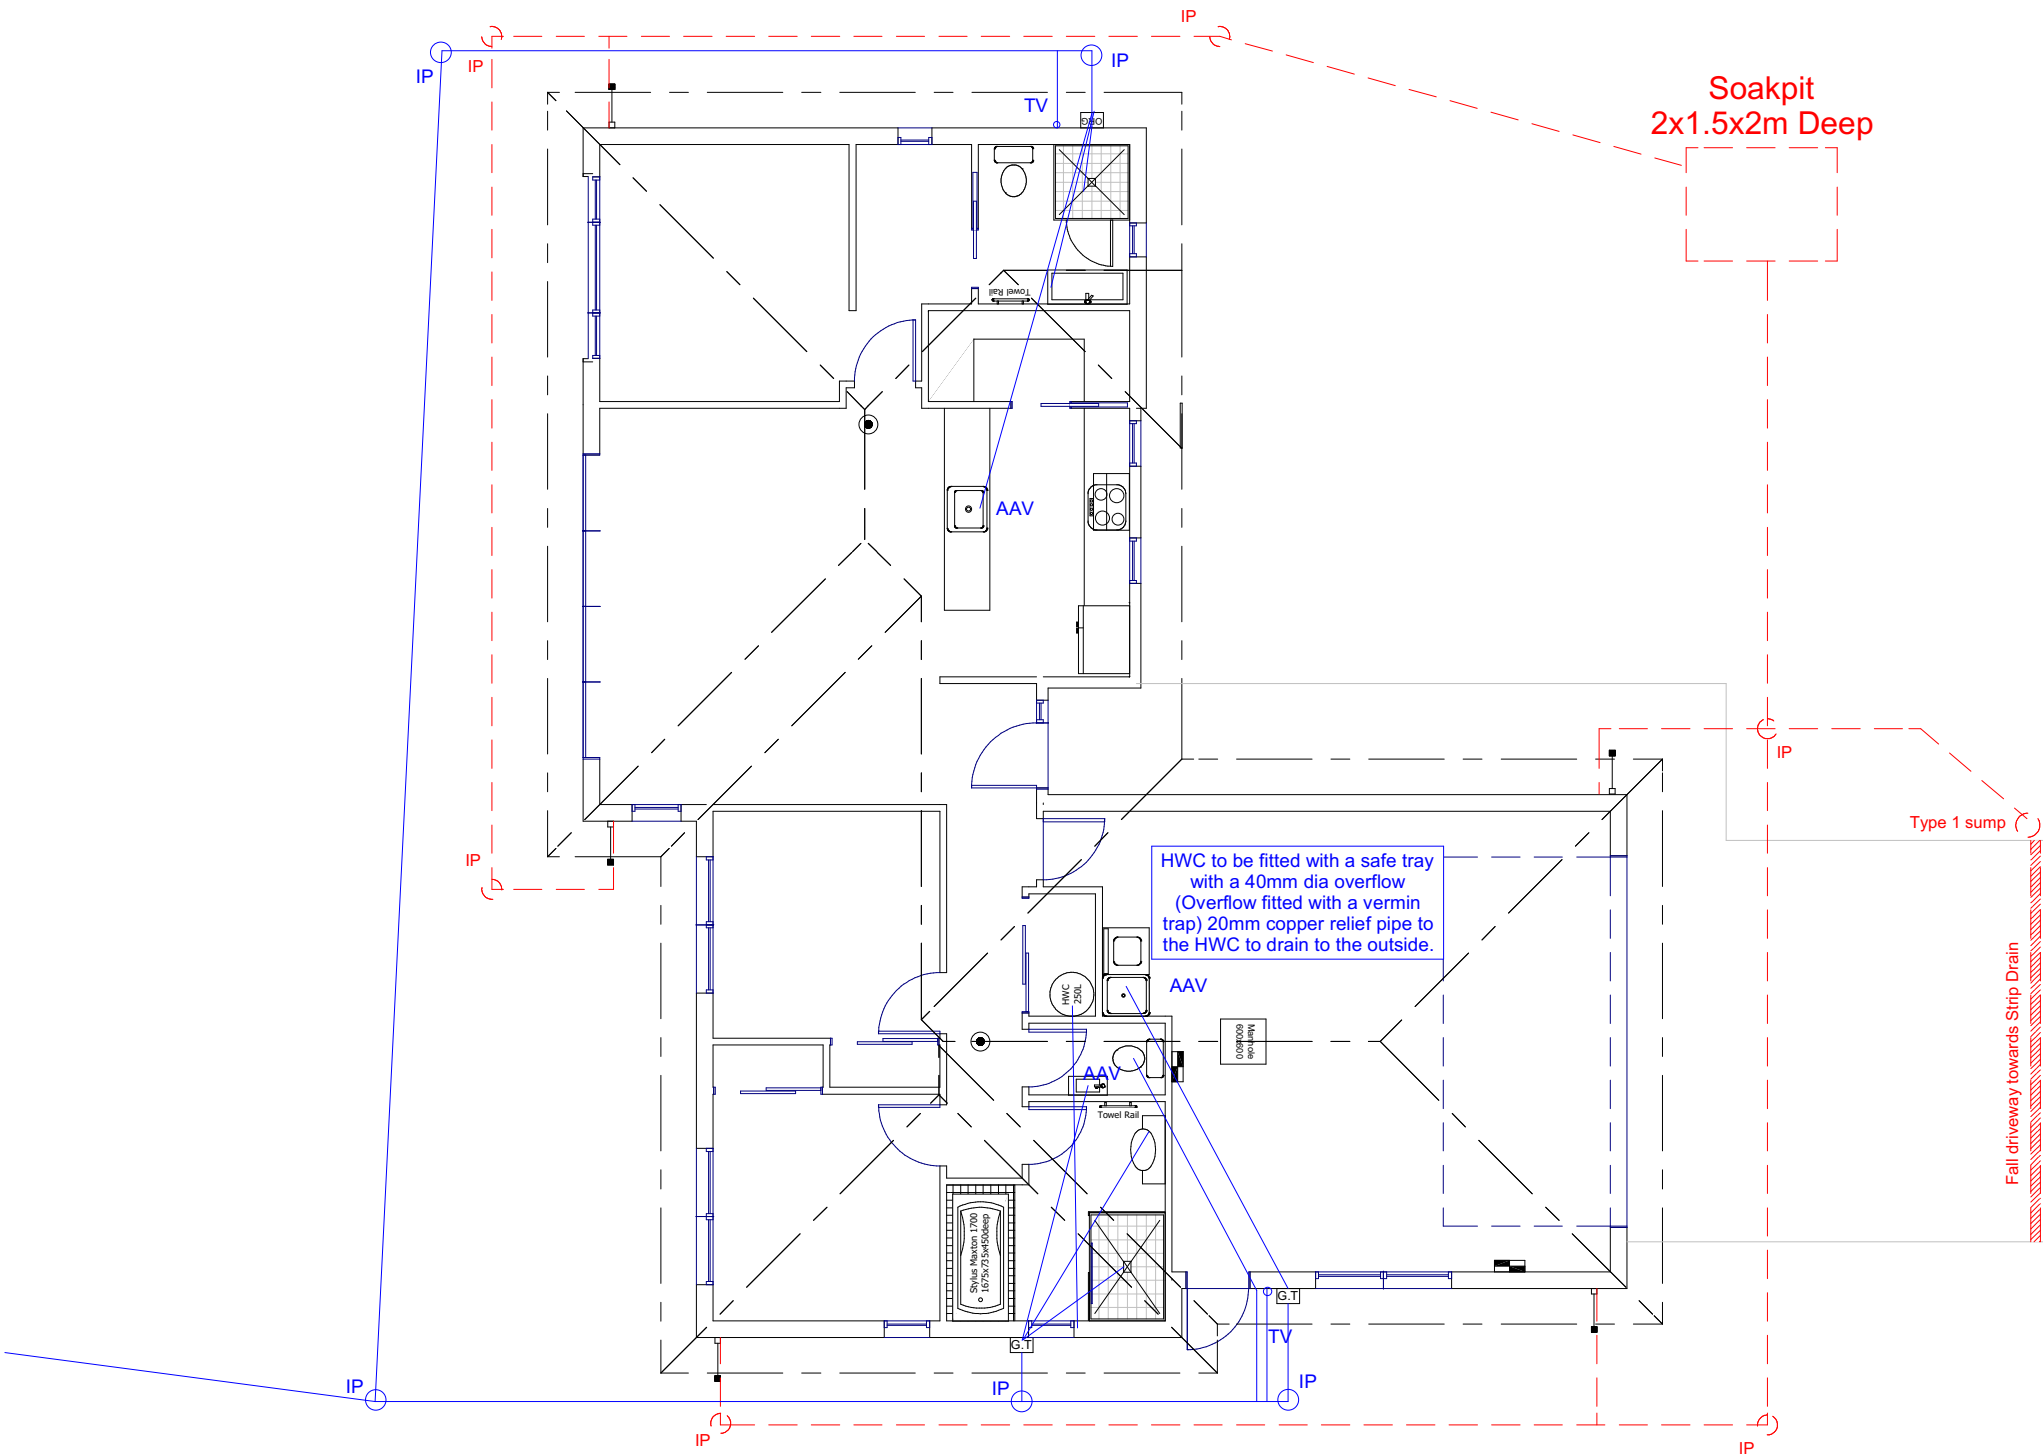 IP
IP
IP
IP
Soakpit
2x1.5x2m Deep
TV
ORG
Towel Rail
AAV
IP
Type 1 sump
IP
HWC to be fitted with a safe tray
with a 40mm dia overflow
(Overflow fitted with a vermin
trap) 20mm copper relief pipe to
the HWC to drain to the outside.
Fall driveway towards Strip Drain
AAV
HWC
250L
Manhole
600x600
AAV
Towel Rail
Stylus Maxton 1700
1675x735x450deep
G.T
TV
G.T
IP
IP
IP
IP
IP